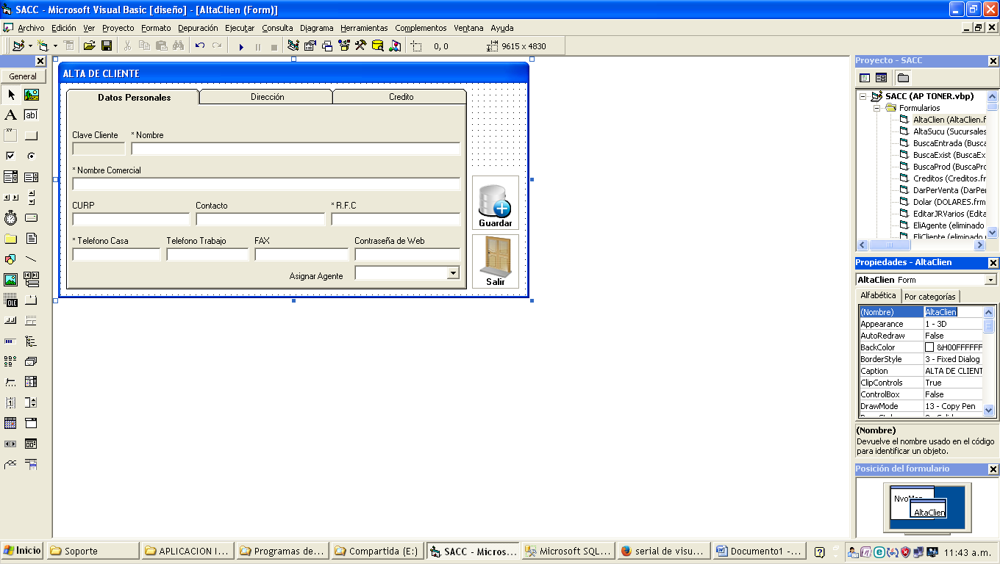 SACC - Microsoft Visual Basic [diseño] - [AltaClien (Form)]
Archivo Edición Ver Proyecto Formato Depuración Ejecutar Consulta Diagrama Herramientas Complementos Ventana Ayuda
0, 0 9615 x 4830
General
ALTA DE CLIENTE
Datos Personales Dirección Credito
Clave Cliente * Nombre
* Nombre Comercial
CURP Contacto * R.F.C
* Telefono Casa Telefono Trabajo FAX Contraseña de Web
Asignar Agente
Guardar
Salir
Proyecto - SACC
SACC (AP TONER.vbp)
Formularios
AltaClien (AltaClien.f
AltaSucu (Sucursales
BuscaEntrada (Busca
BuscaExist (BuscaEx
BuscaProd (BuscaPro
Creditos (Creditos.fr
DarPerVenta (DarPer
Dolar (DOLARES.frm
EditarJRVarios (Edita
EliAgente (eliminado
EliCliente (eliminado
Propiedades - AltaClien
AltaClien Form
Alfabética Por categorías
(Nombre) AltaClien
Appearance 1 - 3D
AutoRedraw False
BackColor &H00FFFFFF
BorderStyle 3 - Fixed Dialog
Caption ALTA DE CLIENT
ClipControls True
ControlBox False
DrawMode 13 - Copy Pen
(Nombre)
Devuelve el nombre usado en el código
para identificar un objeto.
Posición del formulario
AltaClien
Inicio Soporte APLICACION I... Programas de... Compartida (E:) SACC - Micros... Microsoft SQL... serial de visu... Documento1 -... 11:43 a.m.